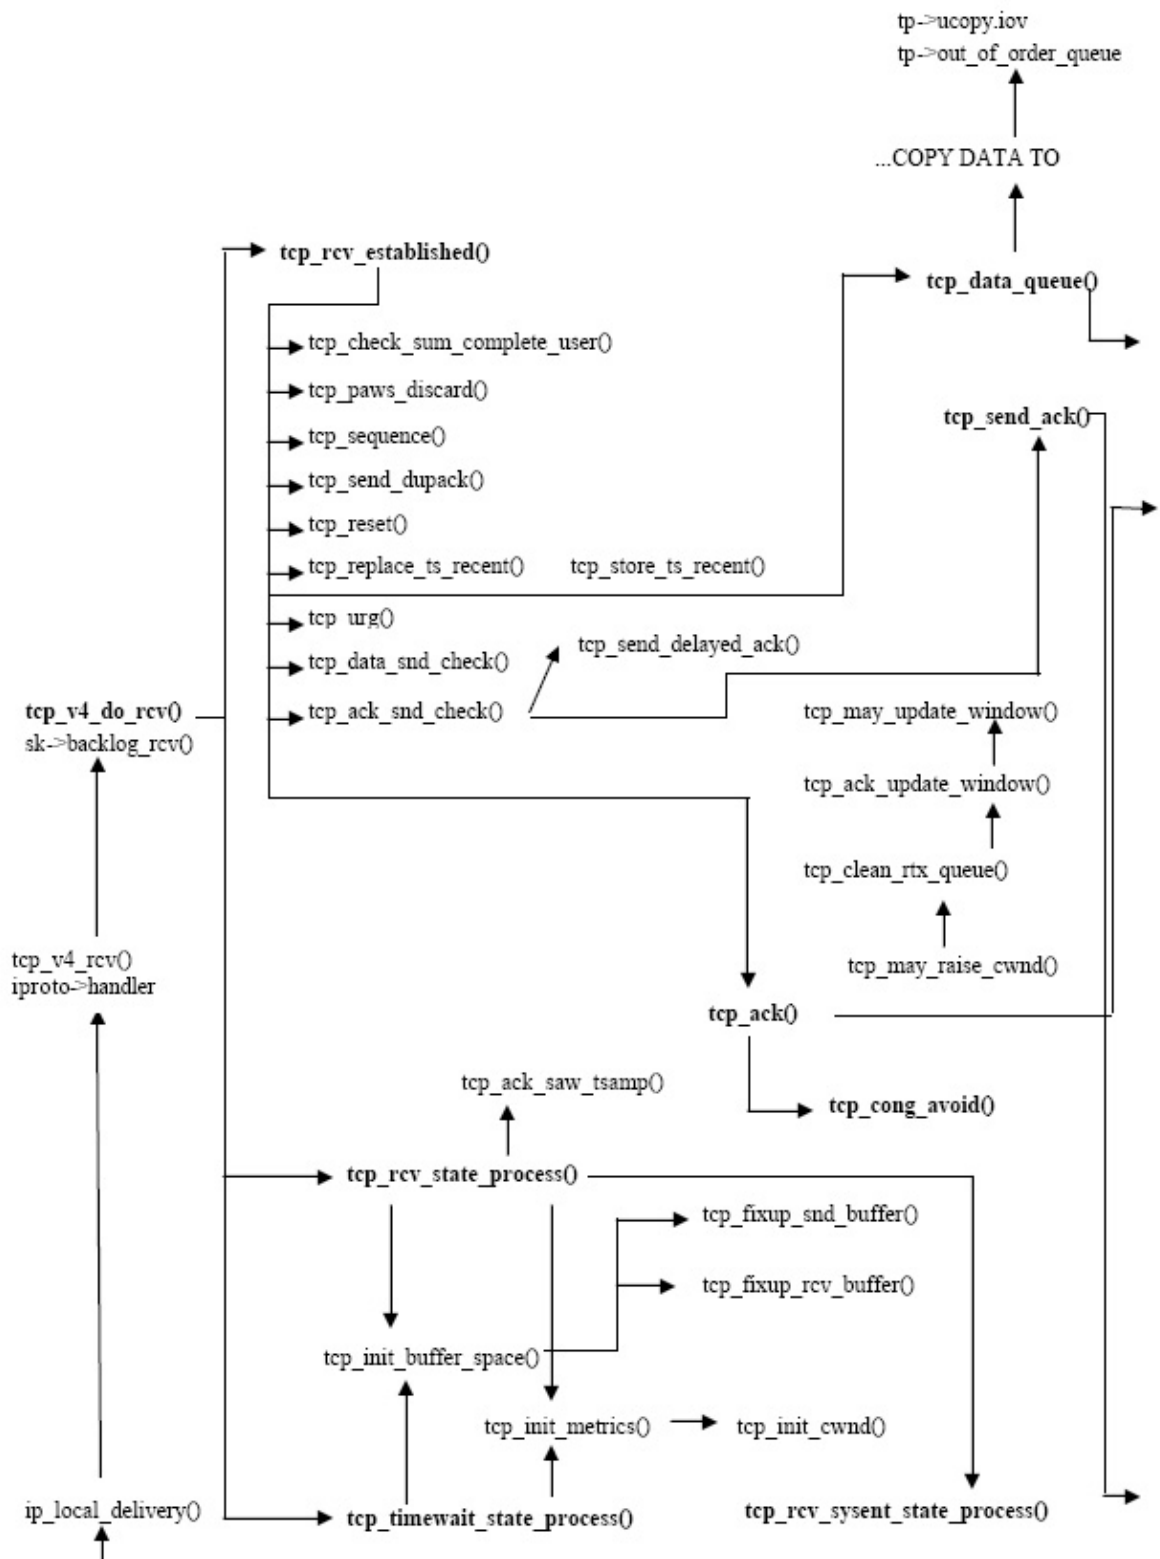 tp->ucopy.iov
tp->out_of_order_queue
...COPY DATA TO
tcp_rcv_established()
tcp_data_queue()
tcp_check_sum_complete_user()
tcp_paws_discard()
tcp_send_ack()
tcp_sequence()
tcp_send_dupack()
tcp_reset()
tcp_replace_ts_recent() tcp_store_ts_recent()
tcp_urg()
tcp_send_delayed_ack()
tcp_data_snd_check()
tcp_v4_do_rcv()
sk->backlog_rcv()
tcp_ack_snd_check()
tcp_may_update_window()
tcp_ack_update_window()
tcp_clean_rtx_queue()
tcp_v4_rcv()
iproto->handler
tcp_may_raise_cwnd()
tcp_ack()
tcp_ack_saw_tsamp()
tcp_cong_avoid()
tcp_rcv_state_process()
tcp_fixup_snd_buffer()
tcp_fixup_rcv_buffer()
tcp_init_buffer_space()
tcp_init_metrics()
tcp_init_cwnd()
ip_local_delivery()
tcp_timewait_state_process()
tcp_rcv_sysent_state_process()